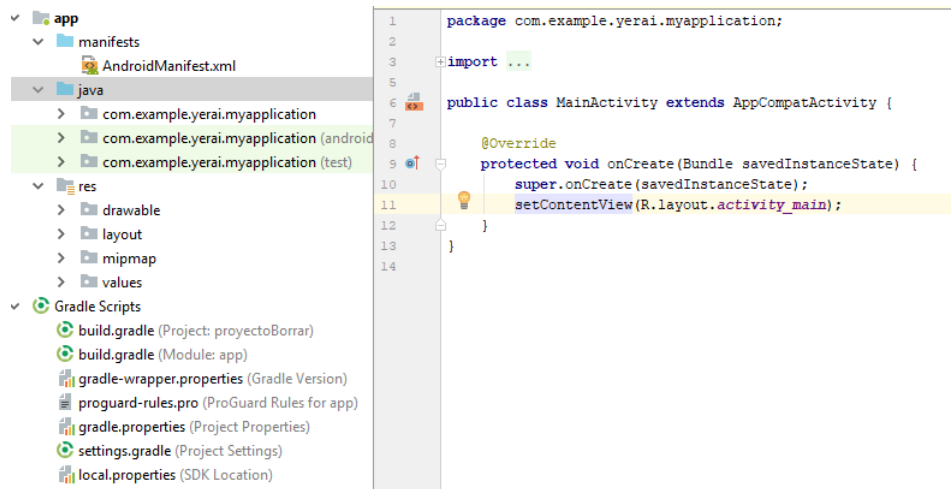 app
manifests
AndroidManifest.xml
java
com.example.yerai.myapplication
com.example.yerai.myapplication (android
com.example.yerai.myapplication (test)
res
drawable
layout
mipmap
values
Gradle Scripts
build.gradle (Project: proyectoBorrar)
build.gradle (Module: app)
gradle-wrapper.properties (Gradle Version)
proguard-rules.pro (ProGuard Rules for app)
gradle.properties (Project Properties)
settings.gradle (Project Settings)
local.properties (SDK Location)
1 package com.example.yerai.myapplication;
2
3 import ...
5
6 public class MainActivity extends AppCompatActivity {
7
8 @Override
9 protected void onCreate(Bundle savedInstanceState) {
10 super.onCreate(savedInstanceState);
11 setContentView(R.layout.activity_main);
12 }
13 }
14